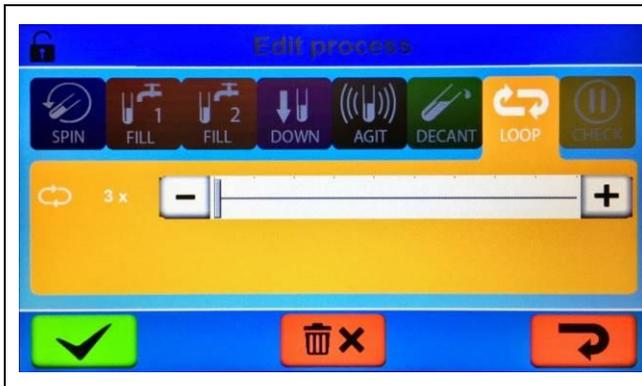 Edit process
SPIN
1
FILL
2
FILL
DOWN
AGIT
DECANT
LOOP
CHECK
3 x